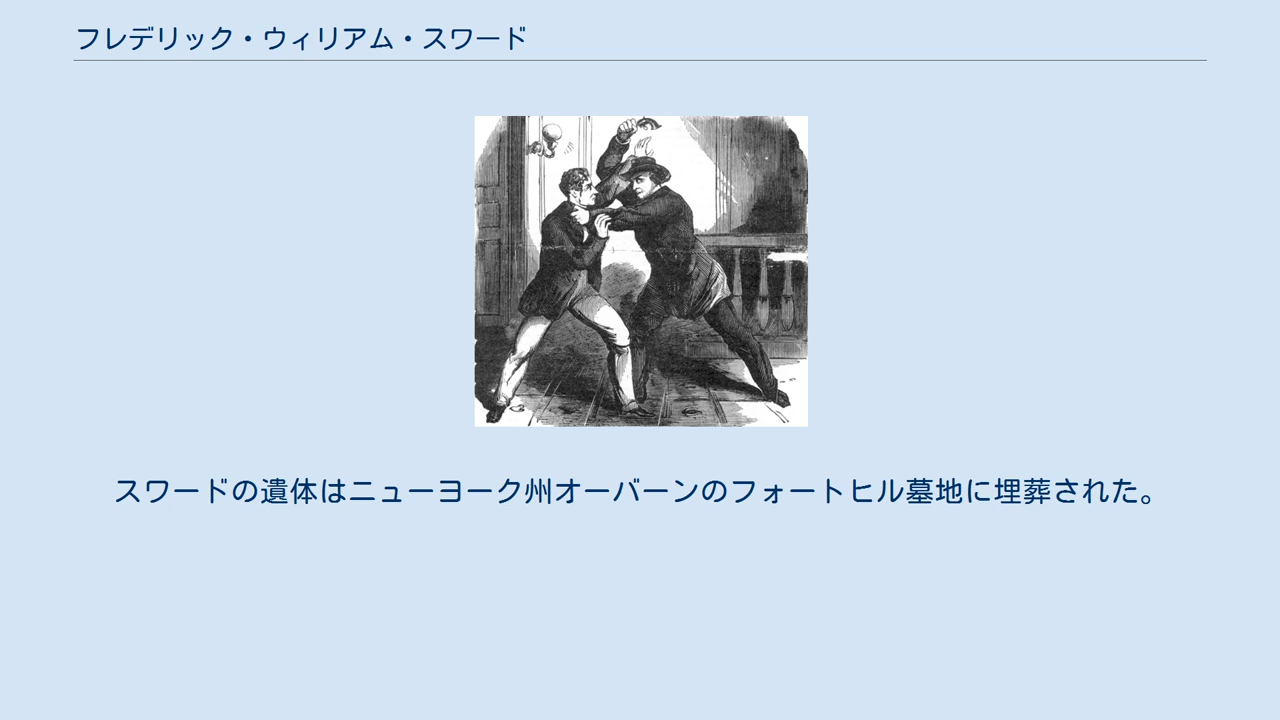 フレデリック・ウィリアム・スワード
スワードの遺体はニューヨーク州オーバーンのフォートヒル墓地に埋葬された。